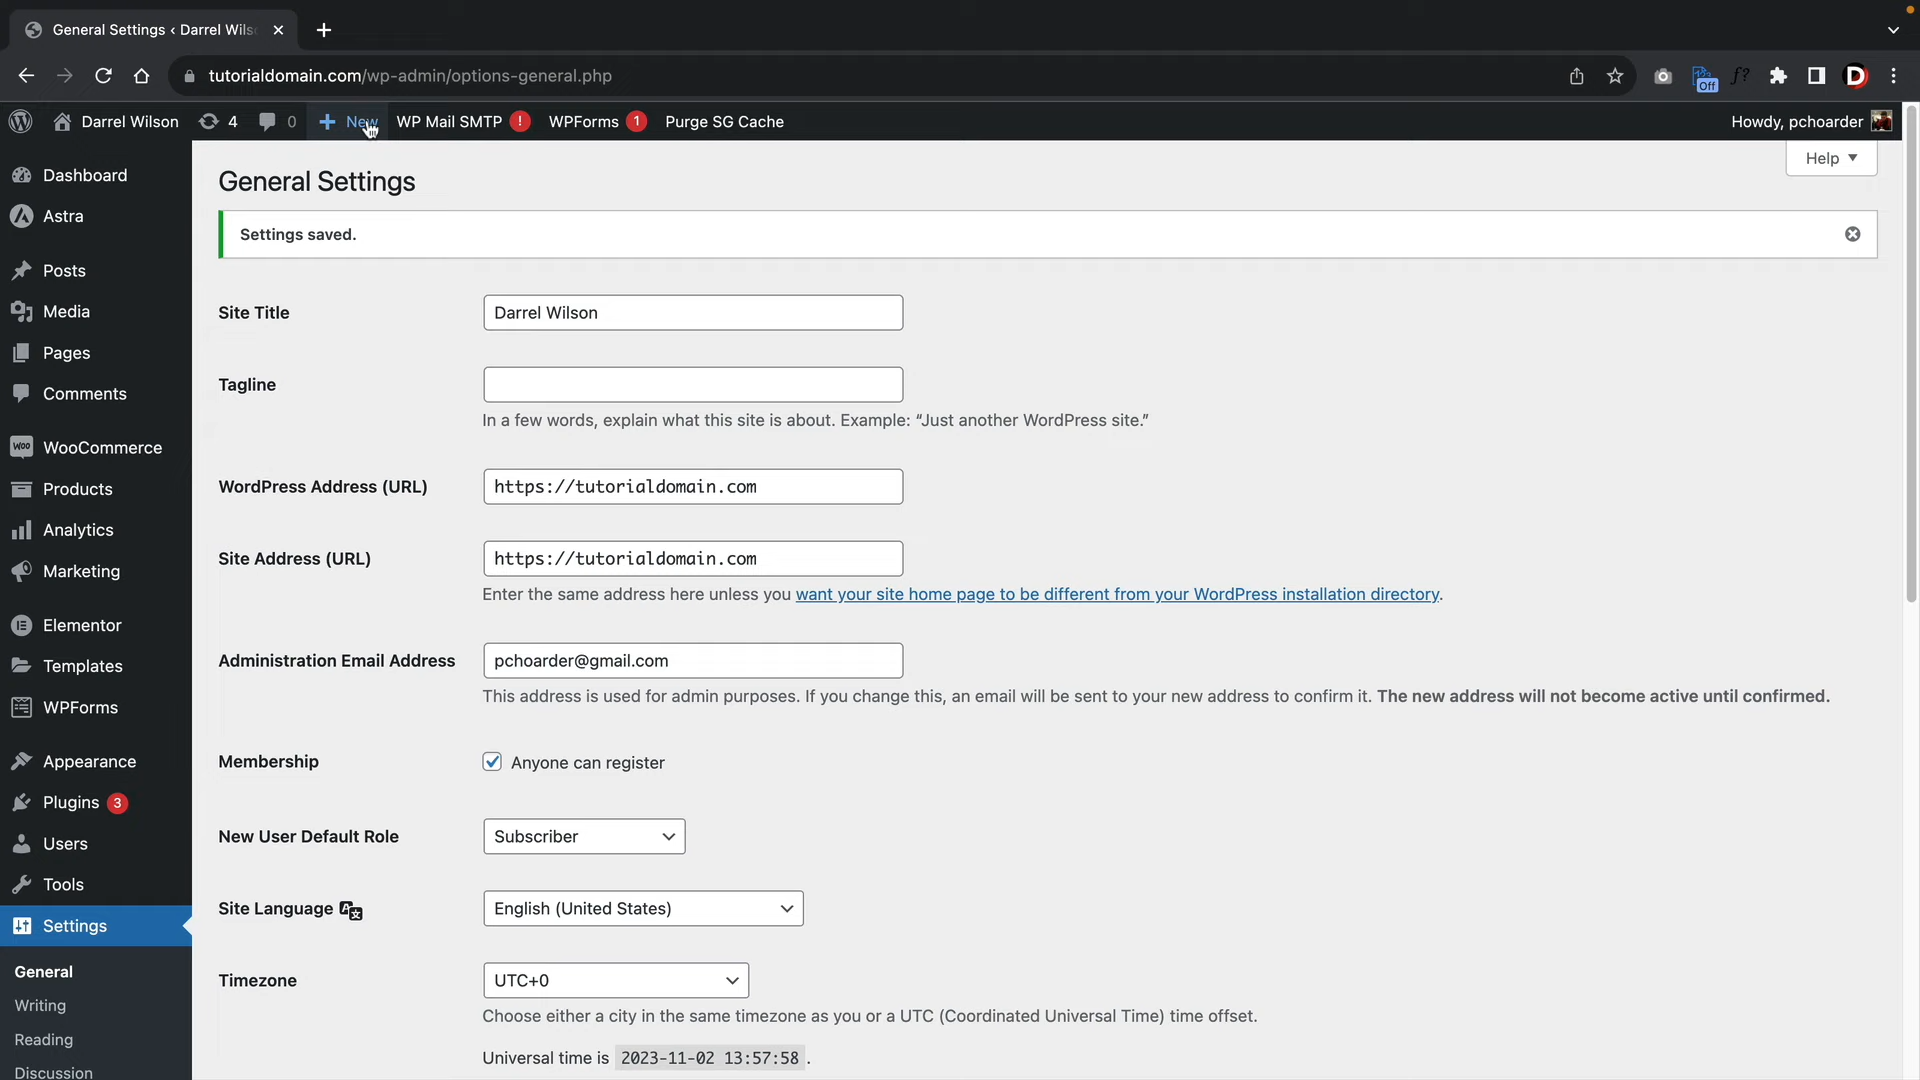 General Settings ‹ Darrel Wils
tutorialdomain.com/wp-admin/options-general.php
Off
f?
D
Darrel Wilson
4
0
New
WP Mail SMTP !
WPForms 1
Purge SG Cache
Howdy, pchoarder
Help
Dashboard
Astra
Posts
Media
Pages
Comments
Woo WooCommerce
Products
Analytics
Marketing
Elementor
Templates
WPForms
Appearance
Plugins 3
Users
Tools
Settings
General
Writing
Reading
Discussion
General Settings
Settings saved.
Site Title
Darrel Wilson
Tagline
In a few words, explain what this site is about. Example: “Just another WordPress site.”
WordPress Address (URL)
https://tutorialdomain.com
Site Address (URL)
https://tutorialdomain.com
Enter the same address here unless you want your site home page to be different from your WordPress installation directory.
Administration Email Address
pchoarder@gmail.com
This address is used for admin purposes. If you change this, an email will be sent to your new address to confirm it. The new address will not become active until confirmed.
Membership
Anyone can register
New User Default Role
Subscriber
Site Language
English (United States)
Timezone
UTC+0
Choose either a city in the same timezone as you or a UTC (Coordinated Universal Time) time offset.
Universal time is 2023-11-02 13:57:58 .